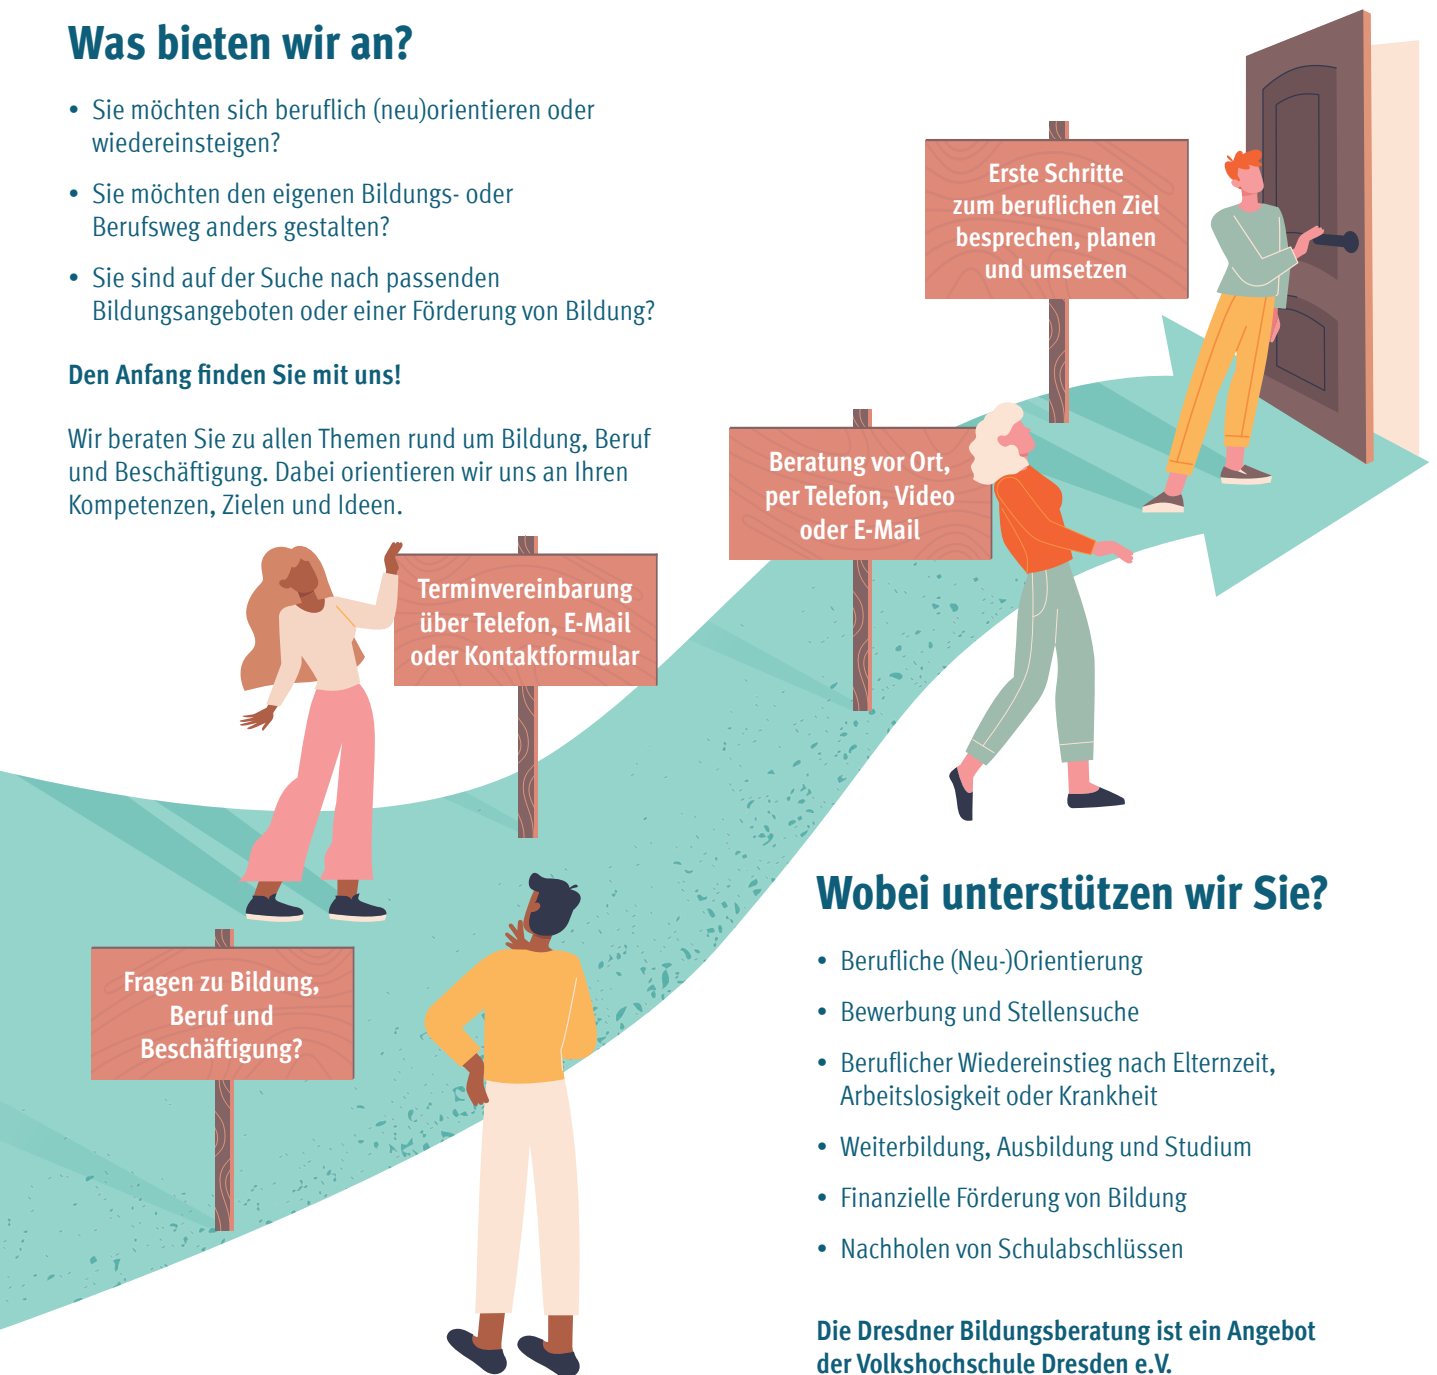 Was bieten wir an?
• Sie möchten sich beruflich (neu)orientieren oder
wiedereinsteigen?
• Sie möchten den eigenen Bildungs- oder
Berufsweg anders gestalten?
• Sie sind auf der Suche nach passenden
Bildungsangeboten oder einer Förderung von Bildung?
Den Anfang finden Sie mit uns!
Wir beraten Sie zu allen Themen rund um Bildung, Beruf
und Beschäftigung. Dabei orientieren wir uns an Ihren
Kompetenzen, Zielen und Ideen.
Fragen zu Bildung,
Beruf und
Beschäftigung?
Terminvereinbarung
über Telefon, E-Mail
oder Kontaktformular
Beratung vor Ort,
per Telefon, Video
oder E-Mail
Erste Schritte
zum beruflichen Ziel
besprechen, planen
und umsetzen
Wobei unterstützen wir Sie?
• Berufliche (Neu-)Orientierung
• Bewerbung und Stellensuche
• Beruflicher Wiedereinstieg nach Elternzeit,
Arbeitslosigkeit oder Krankheit
• Weiterbildung, Ausbildung und Studium
• Finanzielle Förderung von Bildung
• Nachholen von Schulabschlüssen
Die Dresdner Bildungsberatung ist ein Angebot
der Volkshochschule Dresden e.V.